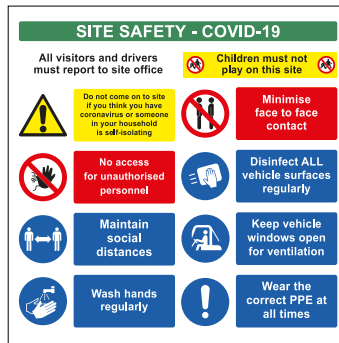 SITE SAFETY - COVID-19
All visitors and drivers
must report to site office
Children must not
play on this site
Do not come on to site
if you think you have
coronavirus or someone
in your household
is self-isolating
Minimise
face to face
contact
No access
for unauthorised
personnel
Disinfect ALL
vehicle surfaces
regularly
Maintain
social
distances
Keep vehicle
windows open
for ventilation
Wash hands
regularly
Wear the
correct PPE at
all times